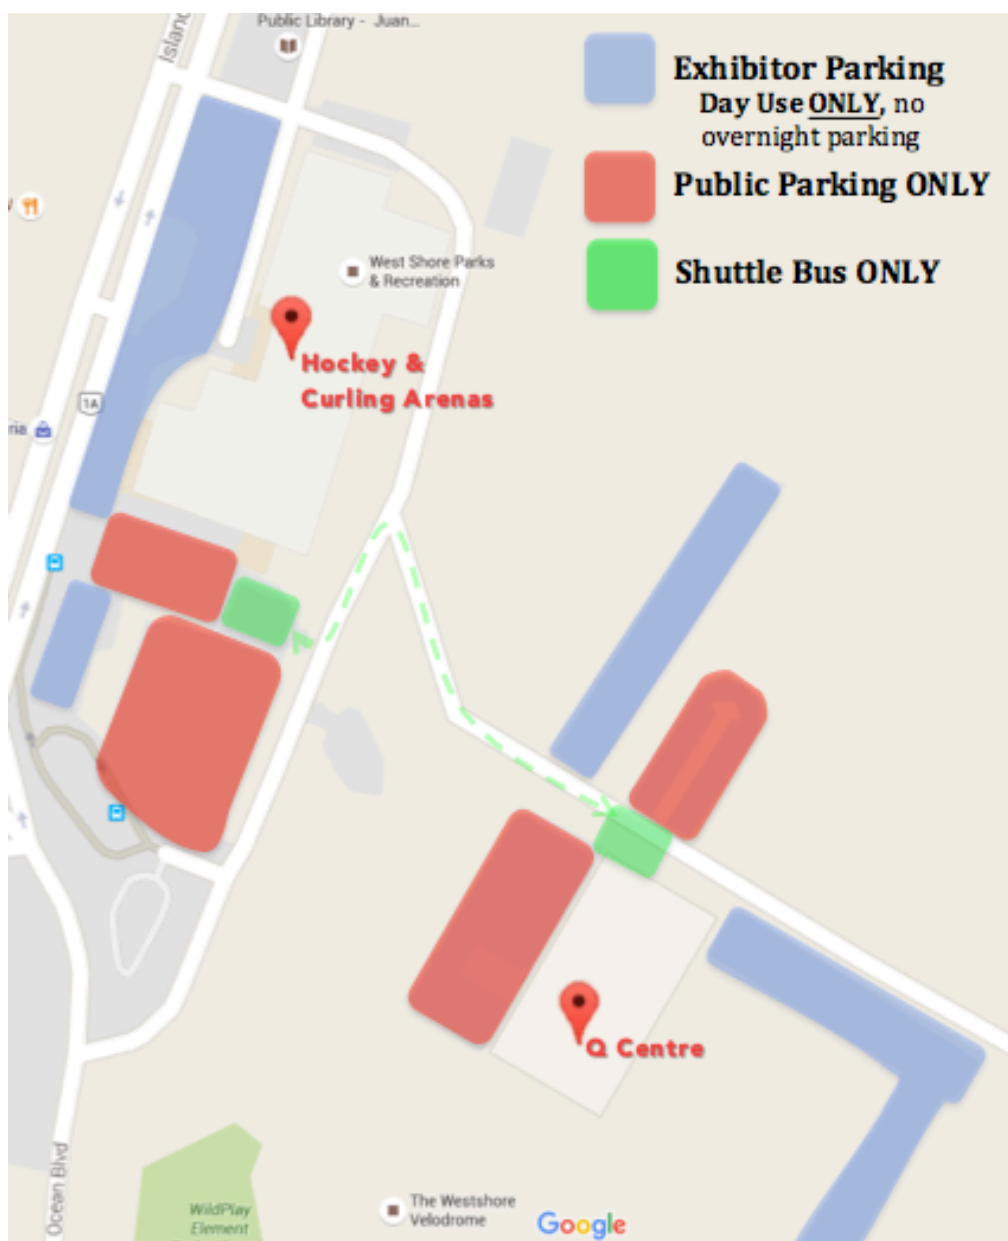 Public Library - Juan...
Island
Exhibitor Parking
Day Use ONLY, no
overnight parking
Public Parking ONLY
Shuttle Bus ONLY
West Shore Parks
& Recreation
Hockey &
Curling Arenas
1A
ria
Q Centre
Ocean Blvd
WildPlay
Element
The Westshore
Velodrome
Google